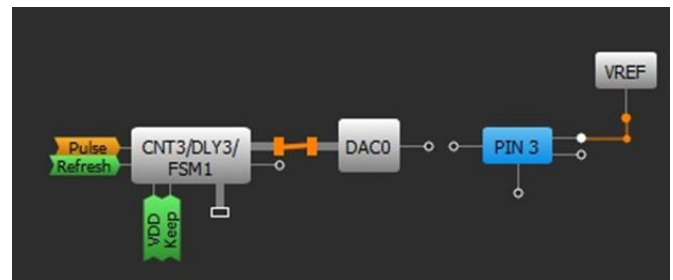 VREF
Pulse
Refresh
CNT3/DLY3/
FSM1
DAC0
PIN 3
VDD
Keep